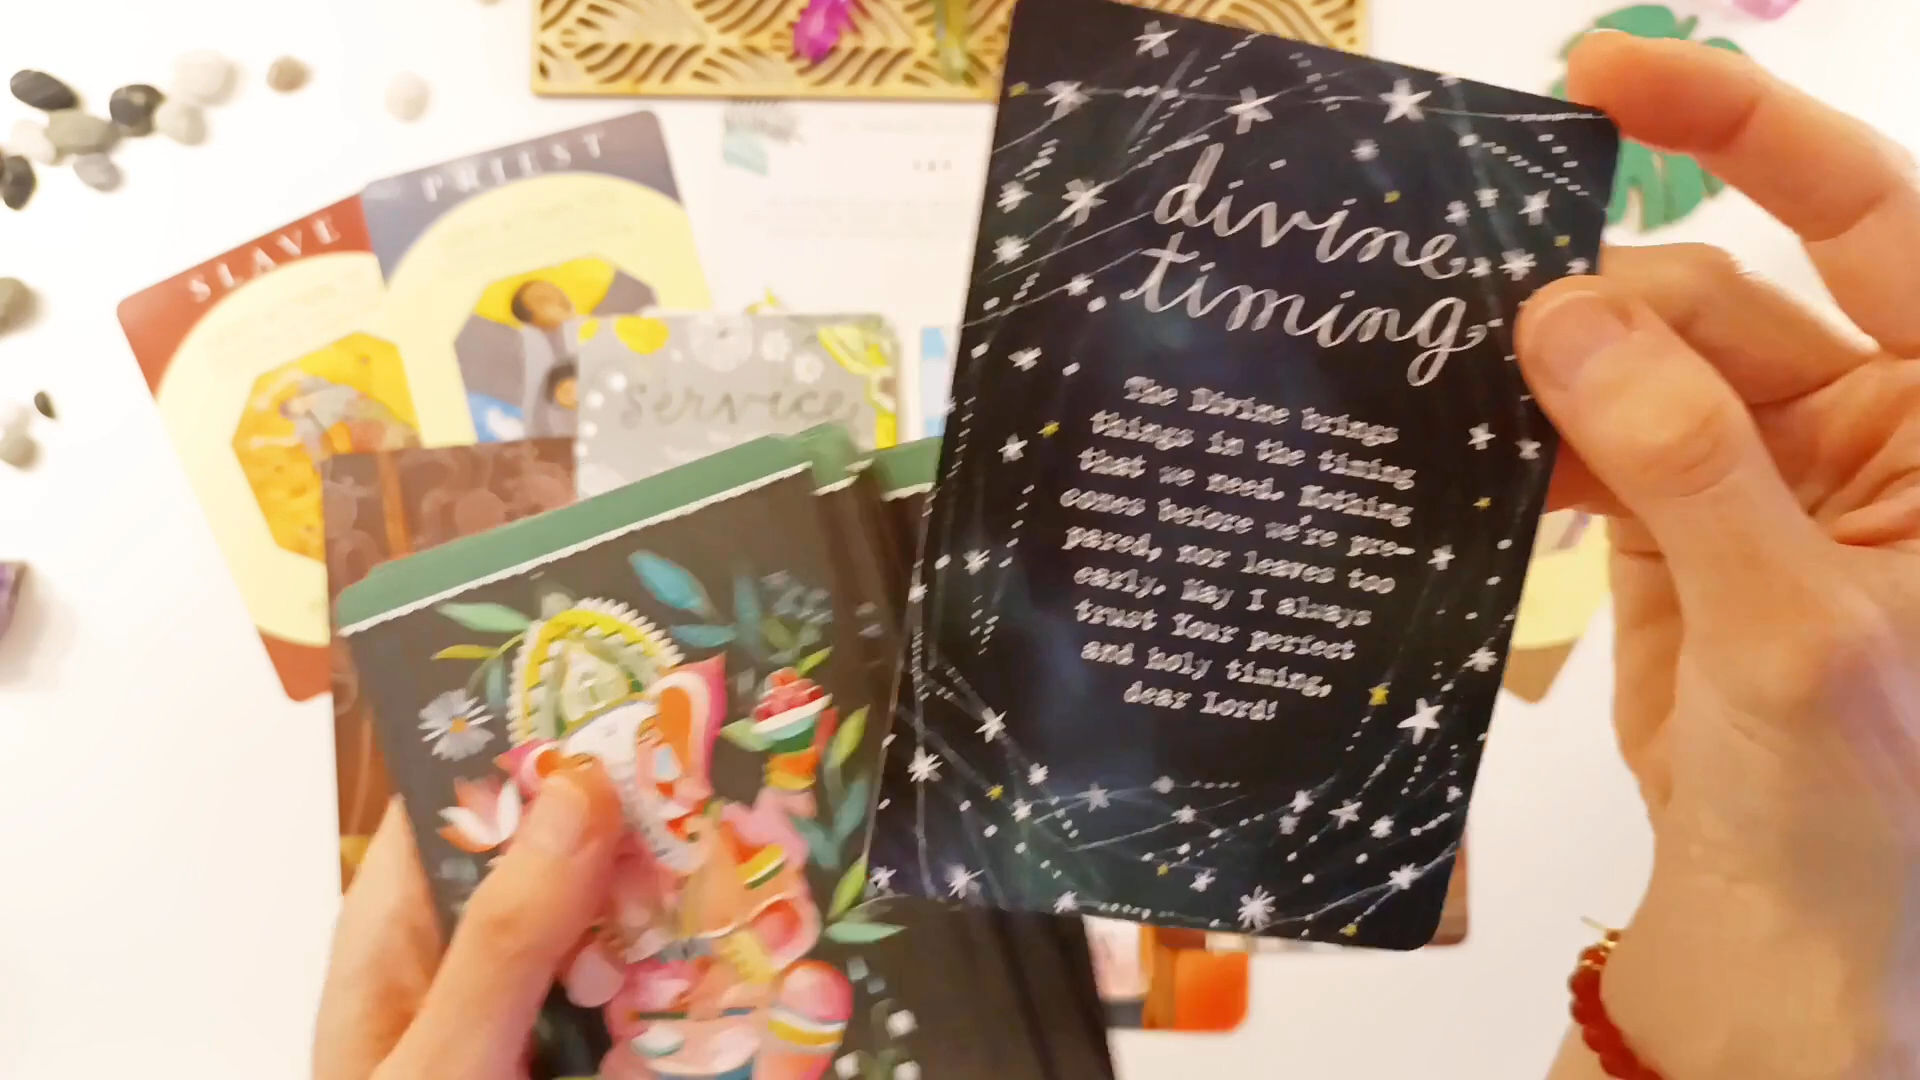 SLAVE
PRIEST
service
divine
timing
The Divine brings
things in the timing
that we need. Nothing
comes before we're pre-
pared, nor leaves too
early. May I always
trust Your perfect
and holy timing,
dear Lord!